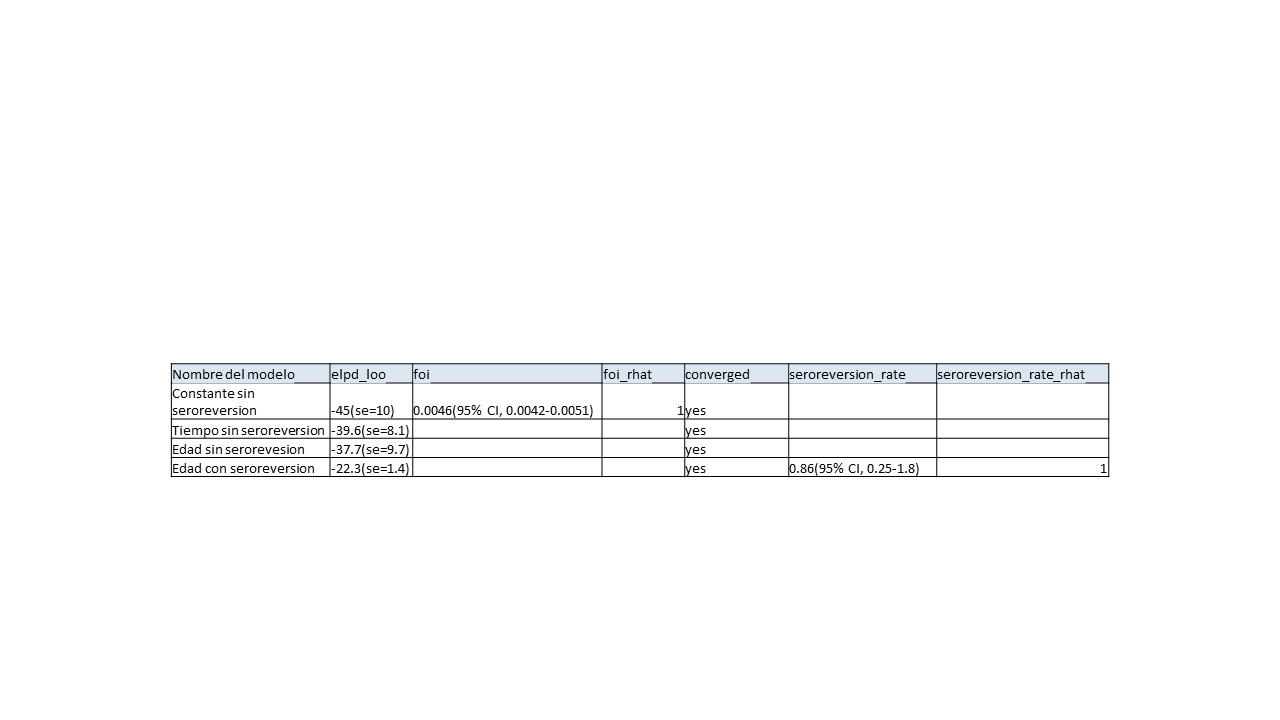 Nombre del modelo elpd_loo foi foi_rhat converged seroreversion_rate seroreversion_rate_rhat
Constante sin
seroreversion -45(se=10) 0.0046(95% CI, 0.0042-0.0051) 1 yes
Tiempo sin seroreversion -39.6(se=8.1) yes
Edad sin serorevesion -37.7(se=9.7) yes
Edad con seroreversion -22.3(se=1.4) yes 0.86(95% CI, 0.25-1.8) 1